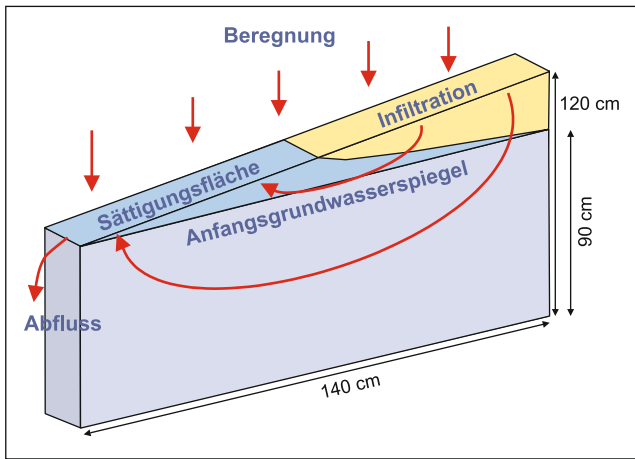 Beregnung
Infiltration
120 cm
Sättigungsfläche
Anfangsgrundwasserspiegel
90 cm
Abfluss
140 cm